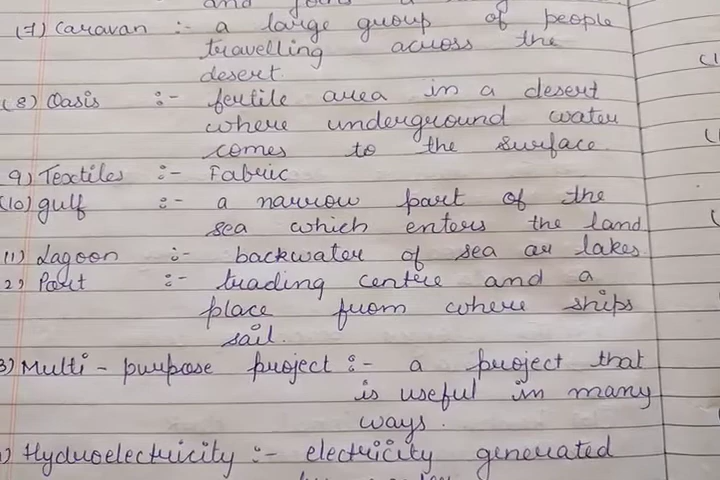 and
(7) Caravan :- a large group of people
travelling across the
desert.
(8) Oasis :- fertile area in a desert
where underground water
comes to the surface
9) Textiles :- Fabric
(10) gulf :- a narrow part of the
sea which enters the land
(11) Lagoon :- backwater of sea or lakes
2) Port :- trading centre and a
place from where ships
sail.
3) Multi-purpose project :- a project that
is useful in many
ways.
) Hydroelectricity :- electricity generated